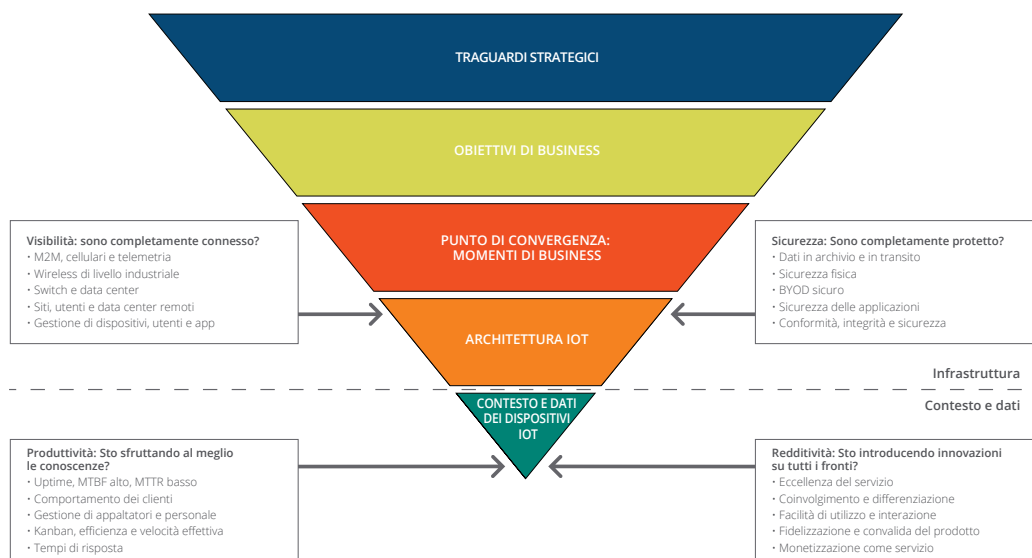 TRAGUARDI STRATEGICI
OBIETTIVI DI BUSINESS
PUNTO DI CONVERGENZA:
MOMENTI DI BUSINESS
Visibilità: sono completamente connesso?
• M2M, cellulari e telemetria
• Wireless di livello industriale
• Switch e data center
• Siti, utenti e data center remoti
• Gestione di dispositivi, utenti e app
Sicurezza: Sono completamente protetto?
• Dati in archivio e in transito
• Sicurezza fisica
• BYOD sicuro
• Sicurezza delle applicazioni
• Conformità, integrità e sicurezza
ARCHITETTURA IOT
Infrastruttura
Contesto e dati
CONTESTO E DATI
DEI DISPOSITIVI
IOT
Produttività: Sto sfruttando al meglio
le conoscenze?
• Uptime, MTBF alto, MTTR basso
• Comportamento dei clienti
• Gestione di appaltatori e personale
• Kanban, efficienza e velocità effettiva
• Tempi di risposta
Redditività: Sto introducendo innovazioni
su tutti i fronti?
• Eccellenza del servizio
• Coinvolgimento e differenziazione
• Facilità di utilizzo e interazione
• Fidelizzazione e convalida del prodotto
• Monetizzazione come servizio